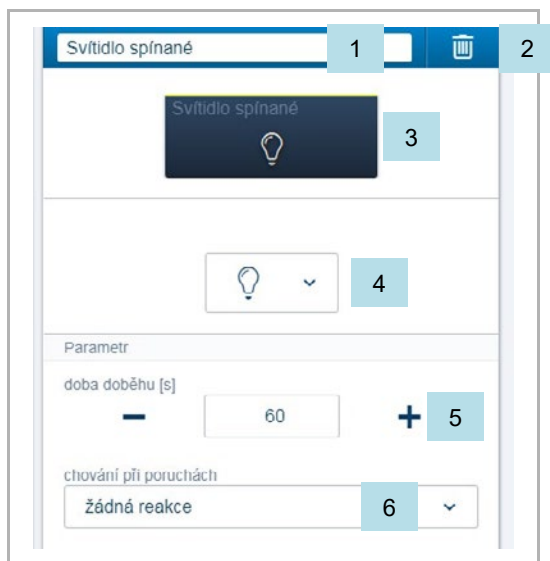 Svítidlo spínané 1 2
Svítidlo spínané
3
4
Parametr
doba doběhu [s]
60 5
chování při poruchách
žádná reakce 6